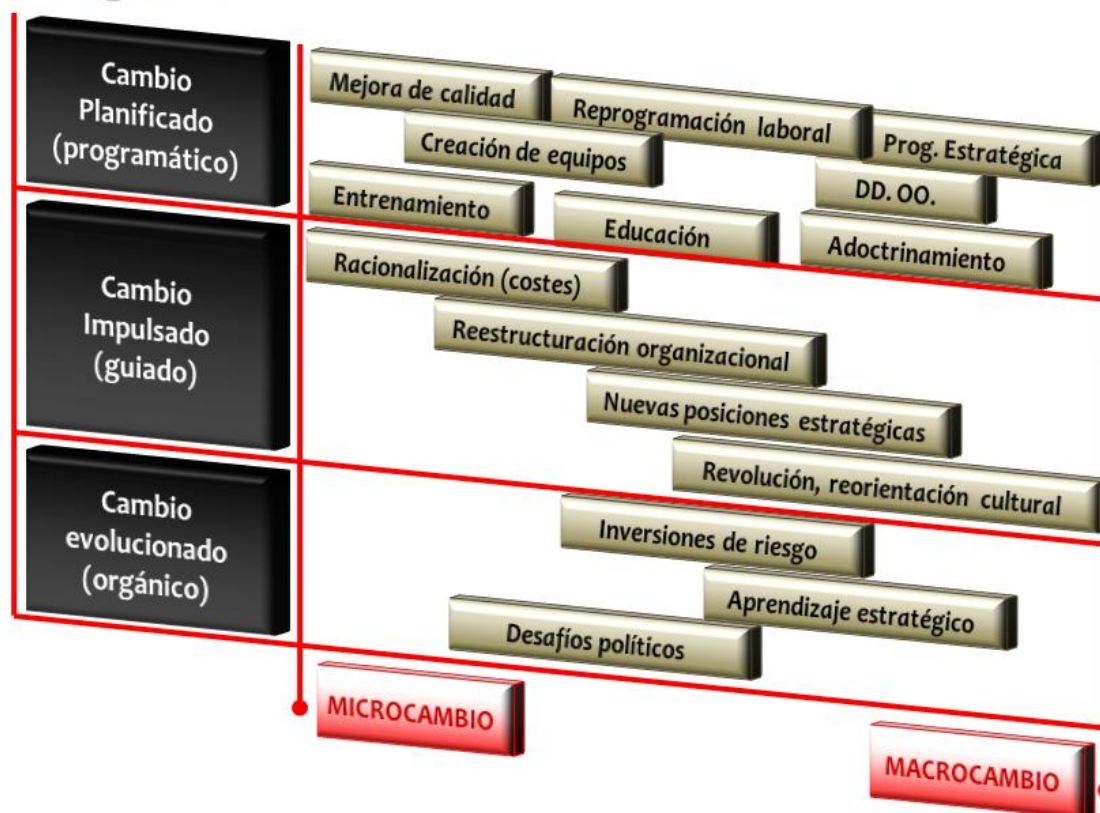 Cambio
Planificado
(programático)
Mejora de calidad
Reprogramación laboral
Prog. Estratégica
Creación de equipos
DD. OO.
Entrenamiento
Educación
Adoctrinamiento
Cambio
Impulsado
(guiado)
Racionalización (costes)
Reestructuración organizacional
Nuevas posiciones estratégicas
Revolución, reorientación cultural
Cambio
evolucionado
(orgánico)
Inversiones de riesgo
Aprendizaje estratégico
Desafíos políticos
MICROCAMBIO
MACROCAMBIO